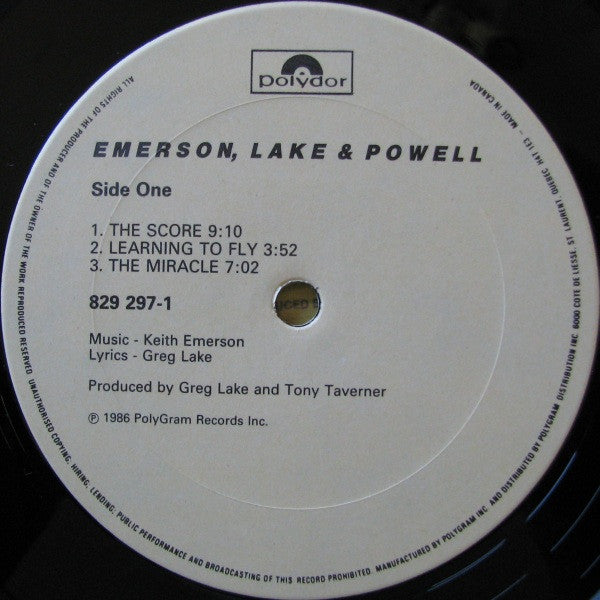 polydor
EMERSON, LAKE & POWELL
Side One
1. THE SCORE 9:10
2. LEARNING TO FLY 3:52
3. THE MIRACLE 7:02
829 297-1
Music - Keith Emerson
Lyrics - Greg Lake
Produced by Greg Lake and Tony Taverner
℗ 1986 PolyGram Records Inc.
ALL RIGHTS OF THE PRODUCER AND OF THE OWNER OF THE WORK REPRODUCED RESERVED. UNAUTHORISED COPYING, HIRING, LENDING, PUBLIC PERFORMANCE AND BROADCASTING OF THIS RECORD PROHIBITED. MANUFACTURED BY POLYGRAM INC. AND DISTRIBUTED BY POLYGRAM DISTRIBUTION INC. 6000 COTE DE LIESSE, ST LAURENT, QUEBEC H4T 1E3 - MADE IN CANADA